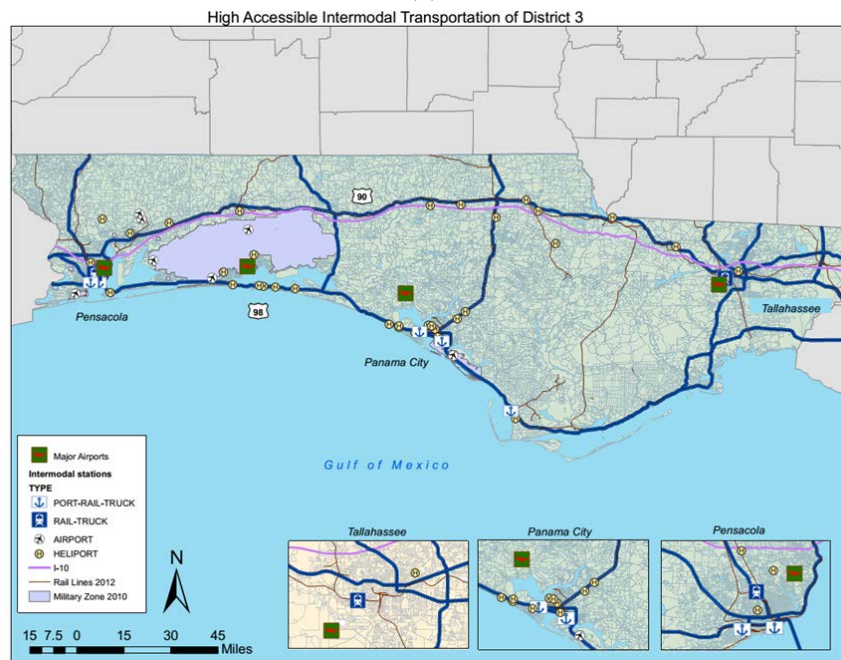 High Accessible Intermodal Transportation of District 3
90
Pensacola
98
Tallahassee
Panama City
Gulf of Mexico
Major Airports
Intermodal stations
TYPE
PORT-RAIL-TRUCK
RAIL-TRUCK
AIRPORT
HELIPORT
I-10
Rail Lines 2012
Military Zone 2010
N
15 7.5 0 15 30 45
Miles
Tallahassee
Panama City
Pensacola